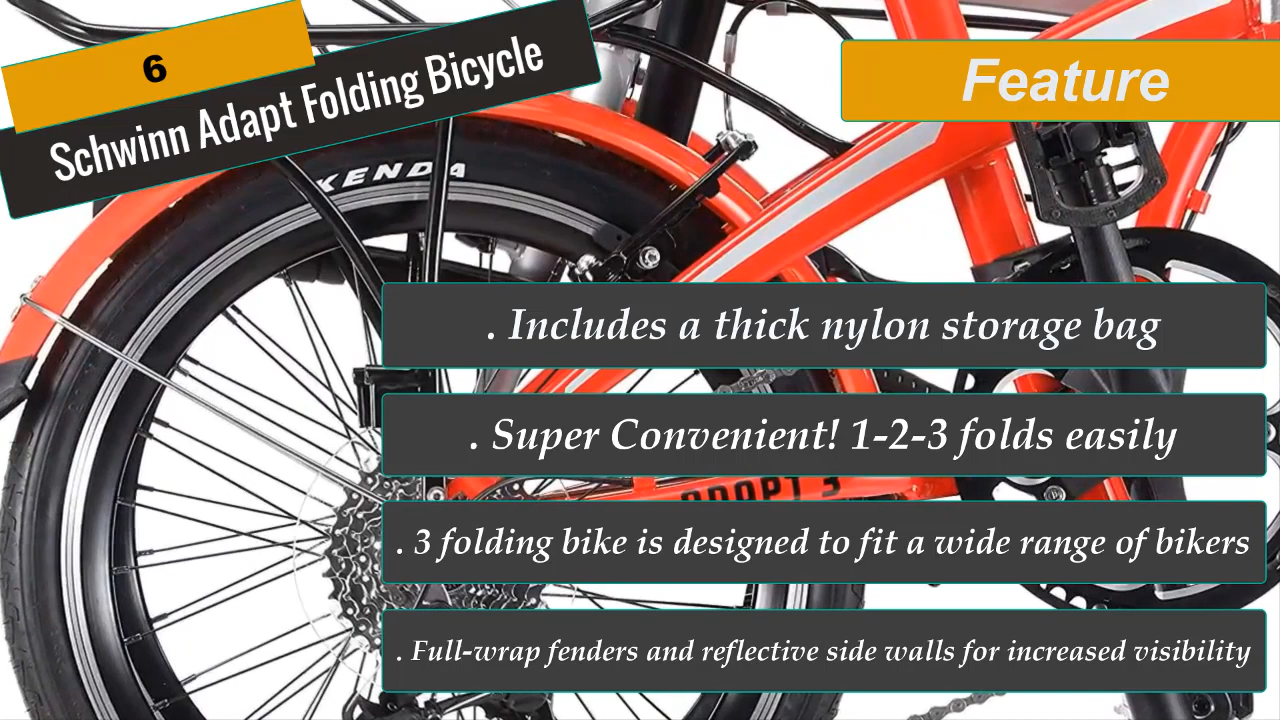 6
Schwinn Adapt Folding Bicycle
Feature
KENDA
. Includes a thick nylon storage bag
. Super Convenient! 1-2-3 folds easily
ADAPT 3
. 3 folding bike is designed to fit a wide range of bikers
. Full-wrap fenders and reflective side walls for increased visibility